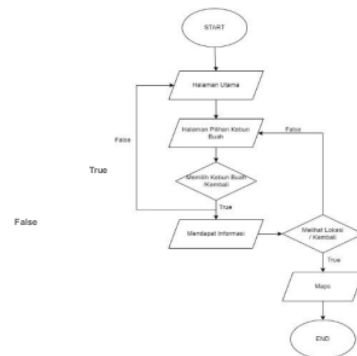 START
Halaman Utama
Halaman Pilihan Kebun
Buah
False
False
True
Memilih Kebun Buah
/Kembali
True
False
Mendapat Informasi
Melihat Lokasi
/ Kembali
True
Maps
END